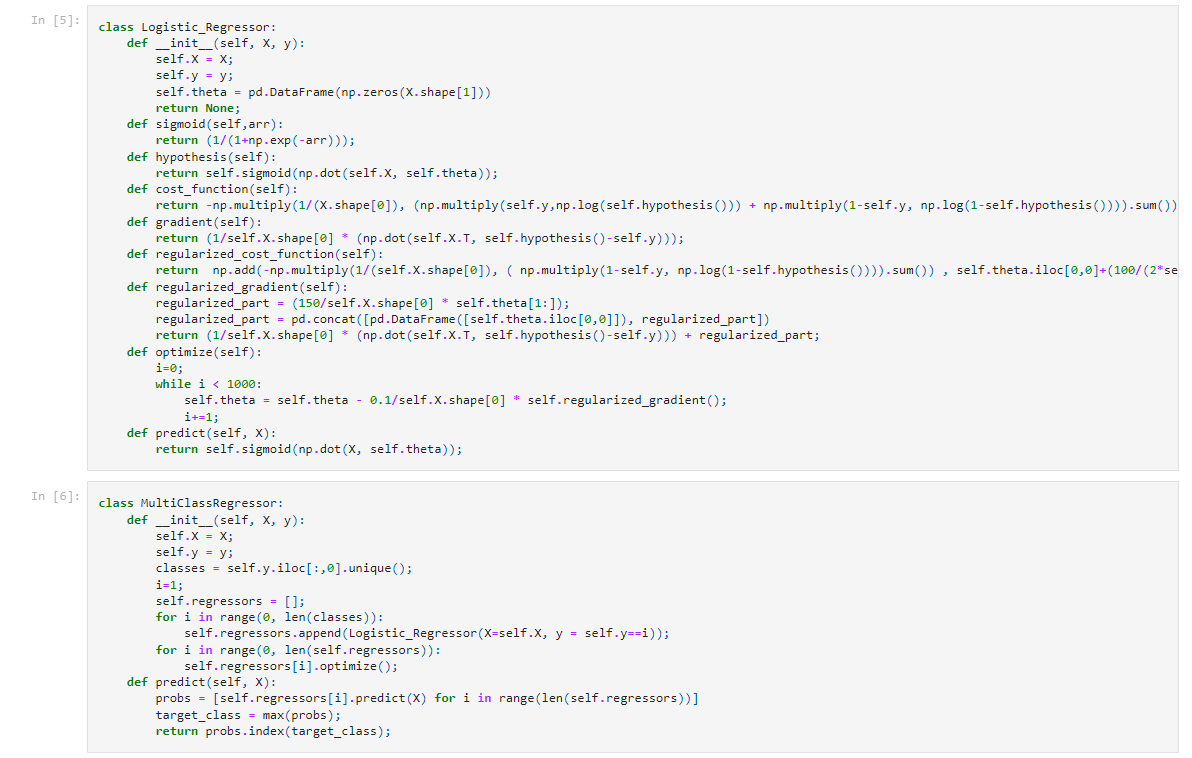 In [5]:
class Logistic_Regressor:
    def __init__(self, X, y):
        self.X = X;
        self.y = y;
        self.theta = pd.DataFrame(np.zeros(X.shape[1]))
        return None;
    def sigmoid(self,arr):
        return (1/(1+np.exp(-arr)));
    def hypothesis(self):
        return self.sigmoid(np.dot(self.X, self.theta));
    def cost_function(self):
        return -np.multiply(1/(X.shape[0]), (np.multiply(self.y,np.log(self.hypothesis())) + np.multiply(1-self.y, np.log(1-self.hypothesis()))).sum())
    def gradient(self):
        return (1/self.X.shape[0] * (np.dot(self.X.T, self.hypothesis()-self.y)));
    def regularized_cost_function(self):
        return  np.add(-np.multiply(1/(self.X.shape[0]), ( np.multiply(1-self.y, np.log(1-self.hypothesis()))).sum()) , self.theta.iloc[0,0]+(100/(2*se
    def regularized_gradient(self):
        regularized_part = (150/self.X.shape[0] * self.theta[1:]);
        regularized_part = pd.concat([pd.DataFrame([self.theta.iloc[0,0]]), regularized_part])
        return (1/self.X.shape[0] * (np.dot(self.X.T, self.hypothesis()-self.y))) + regularized_part;
    def optimize(self):
        i=0;
        while i < 1000:
            self.theta = self.theta - 0.1/self.X.shape[0] * self.regularized_gradient();
            i+=1;
    def predict(self, X):
        return self.sigmoid(np.dot(X, self.theta));
In [6]:
class MultiClassRegressor:
    def __init__(self, X, y):
        self.X = X;
        self.y = y;
        classes = self.y.iloc[:,0].unique();
        i=1;
        self.regressors = [];
        for i in range(0, len(classes)):
            self.regressors.append(Logistic_Regressor(X=self.X, y = self.y==i));
        for i in range(0, len(self.regressors)):
            self.regressors[i].optimize();
    def predict(self, X):
        probs = [self.regressors[i].predict(X) for i in range(len(self.regressors))]
        target_class = max(probs);
        return probs.index(target_class);